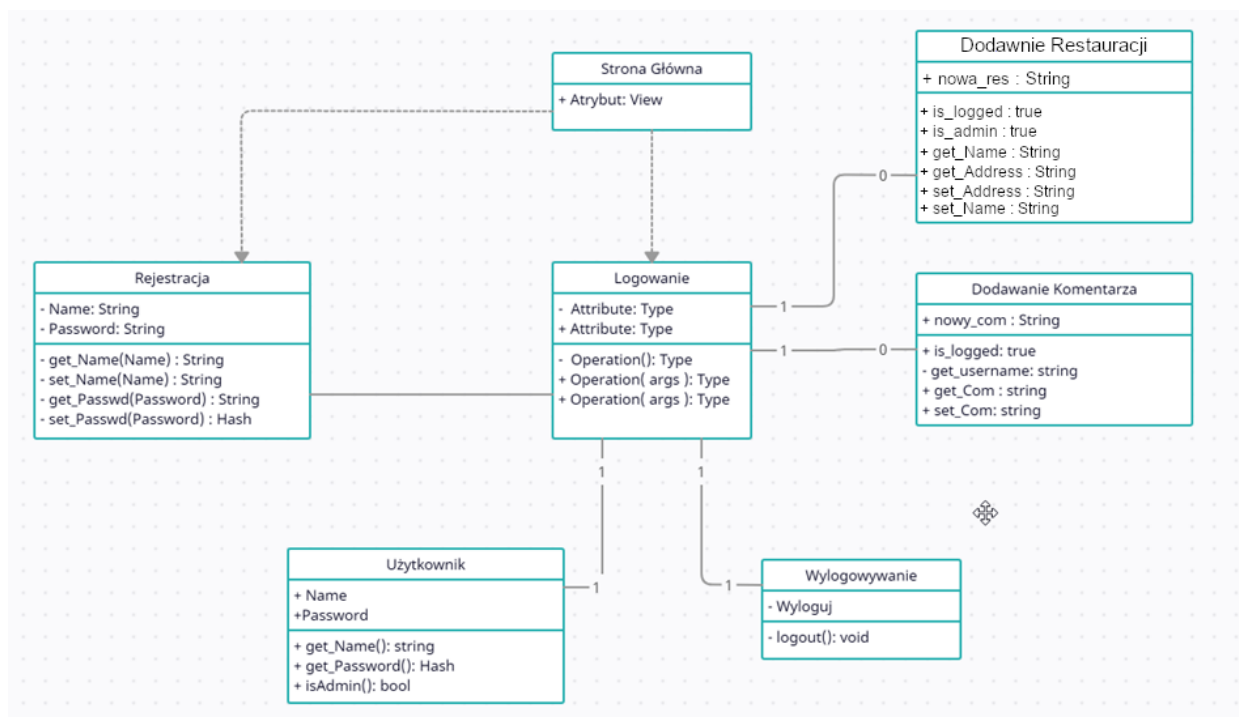 Strona Główna
+ Atrybut: View
Dodawnie Restauracji
+ nowa_res : String
+ is_logged : true
+ is_admin : true
+ get_Name : String
+ get_Address : String
+ set_Address : String
+ set_Name : String
0
Rejestracja
- Name: String
- Password: String
- get_Name(Name) : String
- set_Name(Name) : String
- get_Passwd(Password) : String
- set_Passwd(Password) : Hash
Logowanie
- Attribute: Type
+ Attribute: Type
- Operation(): Type
+ Operation( args ): Type
+ Operation( args ): Type
1
1
0
Dodawanie Komentarza
+ nowy_com : String
+ is_logged: true
- get_username: string
+ get_Com : string
+ set_Com: string
1
1
Użytkownik
+ Name
+Password
+ get_Name(): string
+ get_Password(): Hash
+ isAdmin(): bool
1
1
Wylogowywanie
- Wyloguj
- logout(): void